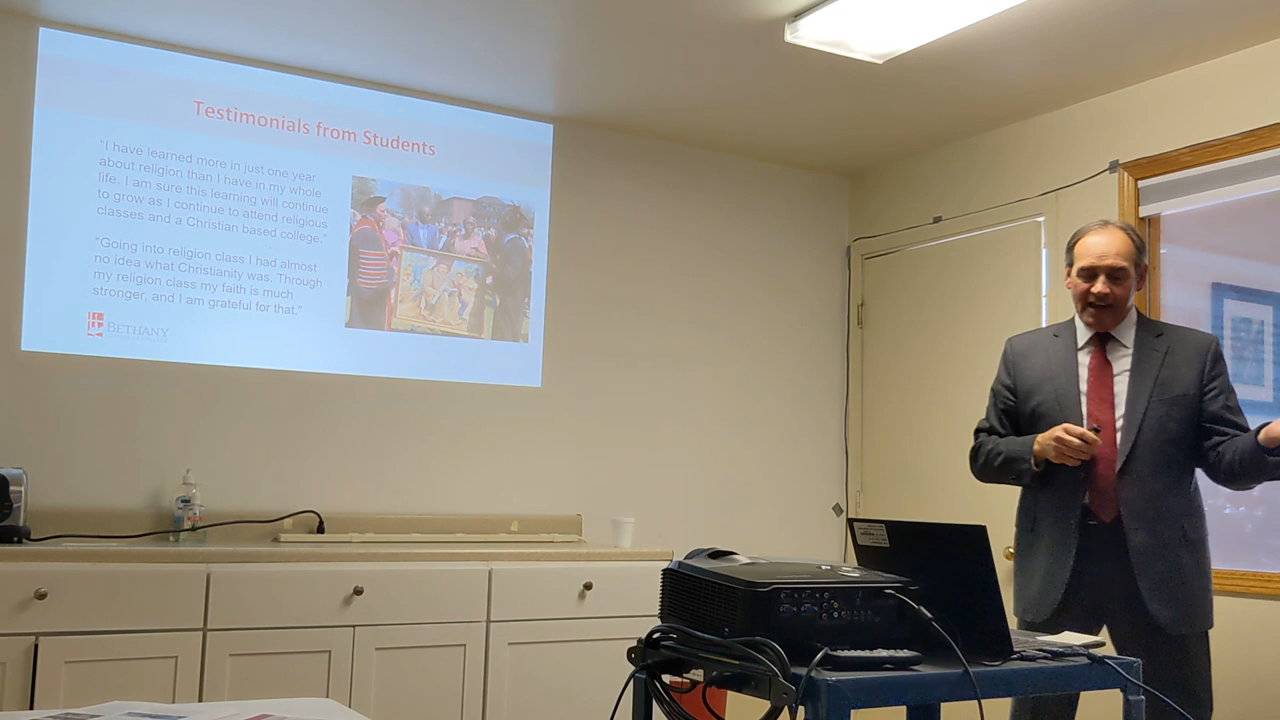 Testimonials from Students
"I have learned more in just one year
about religion than I have in my whole
life. I am sure this learning will continue
to grow as I continue to attend religious
classes and a Christian based college."
"Going into religion class I had almost
no idea what Christianity was. Through
my religion class my faith is much
stronger, and I am grateful for that."
BETHANY